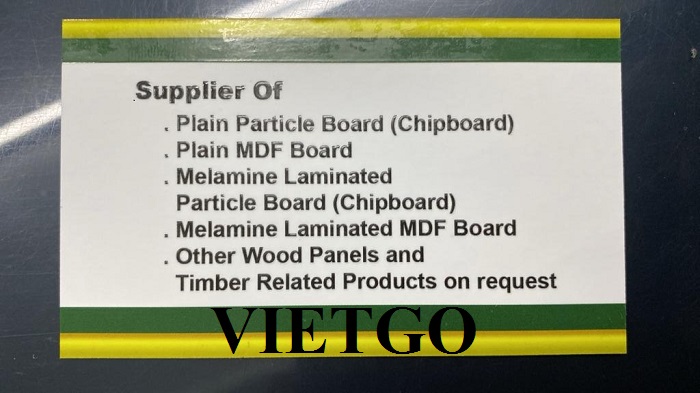 Supplier Of
. Plain Particle Board (Chipboard)
. Plain MDF Board
. Melamine Laminated
Particle Board (Chipboard)
. Melamine Laminated MDF Board
. Other Wood Panels and
Timber Related Products on request
VIETGO